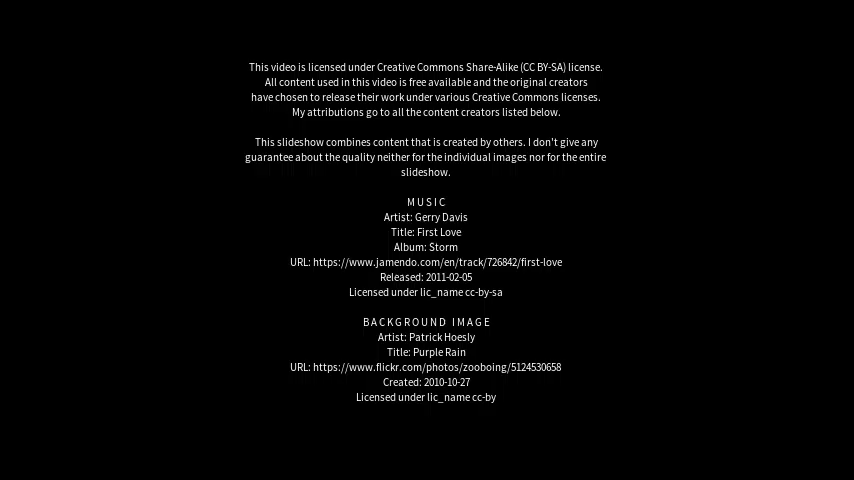 This video is licensed under Creative Commons Share-Alike (CC BY-SA) license.
All content used in this video is free available and the original creators
have chosen to release their work under various Creative Commons licenses.
My attributions go to all the content creators listed below.
This slideshow combines content that is created by others. I don't give any
guarantee about the quality neither for the individual images nor for the entire
slideshow.
MUSIC
Artist: Gerry Davis
Title: First Love
Album: Storm
URL: https://www.jamendo.com/en/track/726842/first-love
Released: 2011-02-05
Licensed under lic_name cc-by-sa
BACKGROUND IMAGE
Artist: Patrick Hoesly
Title: Purple Rain
URL: https://www.flickr.com/photos/zooboing/5124530658
Created: 2010-10-27
Licensed under lic_name cc-by